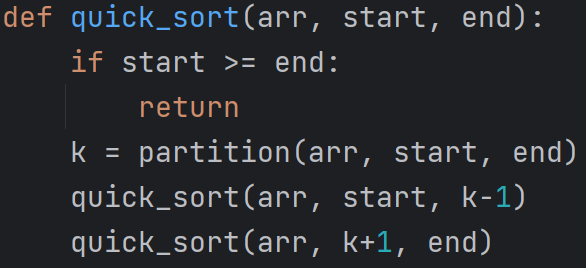 def quick_sort(arr, start, end):
    if start >= end:
        return
    k = partition(arr, start, end)
    quick_sort(arr, start, k-1)
    quick_sort(arr, k+1, end)